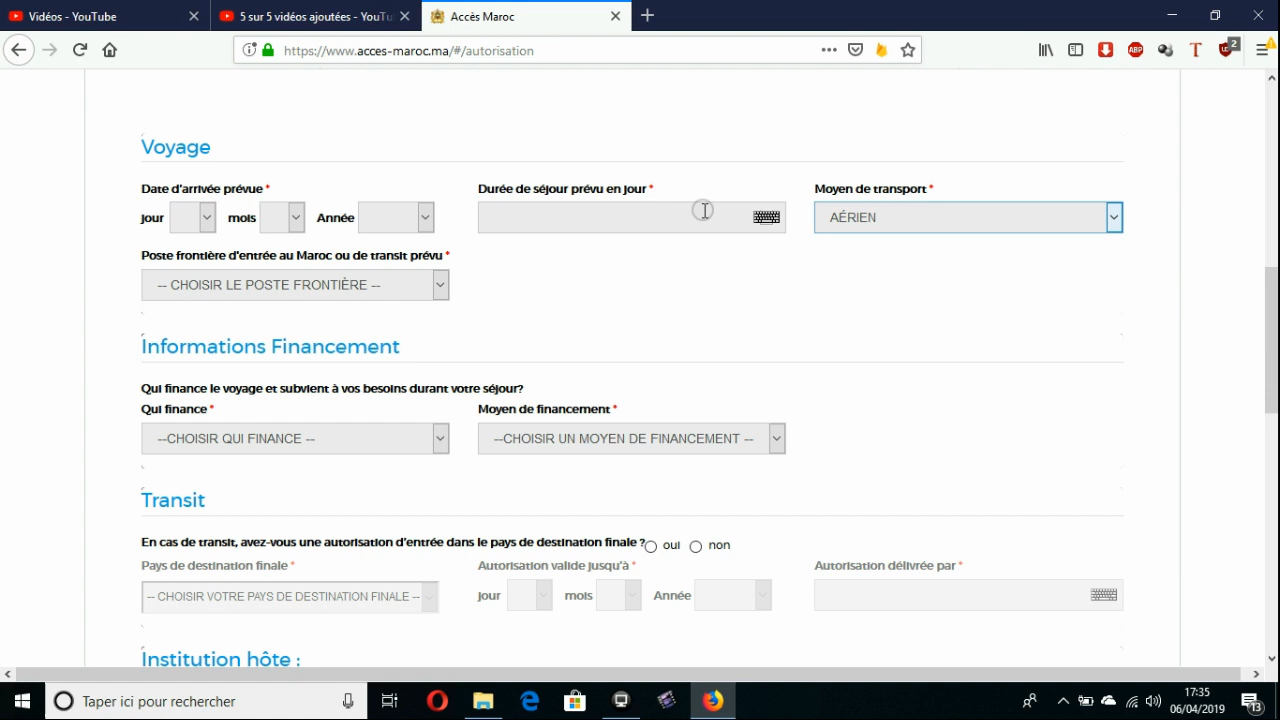 Vidéos - YouTube
5 sur 5 vidéos ajoutées - YouTu
Accès Maroc
https://www.acces-maroc.ma/#/autorisation
ABP
T
2
Voyage
Date d'arrivée prévue *
Durée de séjour prévu en jour *
Moyen de transport *
jour
mois
Année
AÉRIEN
Poste frontière d'entrée au Maroc ou de transit prévu *
-- CHOISIR LE POSTE FRONTIÈRE --
Informations Financement
Qui finance le voyage et subvient à vos besoins durant votre séjour?
Qui finance *
Moyen de financement *
--CHOISIR QUI FINANCE --
--CHOISIR UN MOYEN DE FINANCEMENT --
Transit
En cas de transit, avez-vous une autorisation d'entrée dans le pays de destination finale ?
oui
non
Pays de destination finale *
Autorisation valide jusqu'à *
Autorisation délivrée par *
-- CHOISIR VOTRE PAYS DE DESTINATION FINALE --
jour
mois
Année
Institution hôte :
Taper ici pour rechercher
17:35
06/04/2019
13